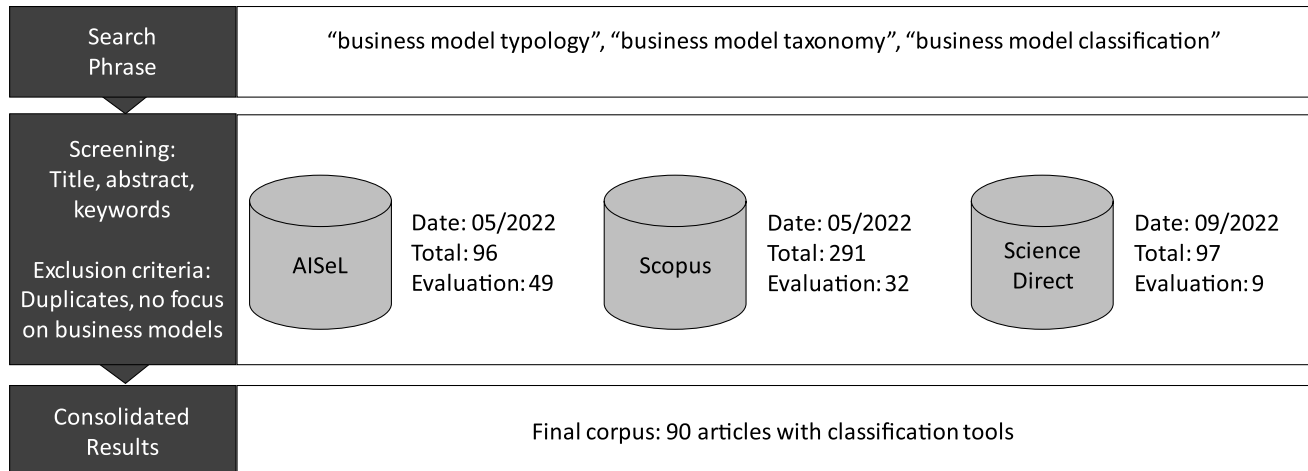 Search
Phrase
“business model typology”, “business model taxonomy”, “business model classification”
Screening:
Title, abstract,
keywords
Exclusion criteria:
Duplicates, no focus
on business models
AISeL
Date: 05/2022
Total: 96
Evaluation: 49
Scopus
Date: 05/2022
Total: 291
Evaluation: 32
Science
Direct
Date: 09/2022
Total: 97
Evaluation: 9
Consolidated
Results
Final corpus: 90 articles with classification tools